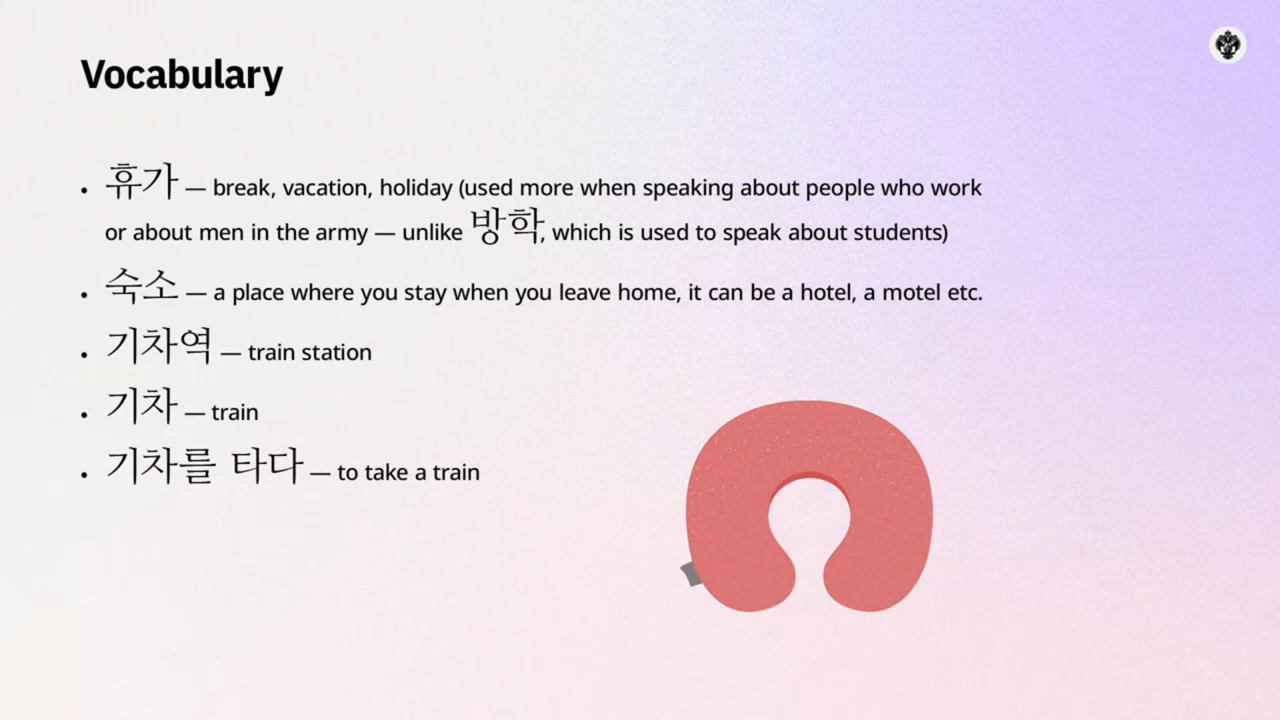 Vocabulary
• 휴가 — break, vacation, holiday (used more when speaking about people who work
or about men in the army — unlike 방학, which is used to speak about students)
• 숙소 — a place where you stay when you leave home, it can be a hotel, a motel etc.
• 기차역 — train station
• 기차 — train
• 기차를 타다 — to take a train